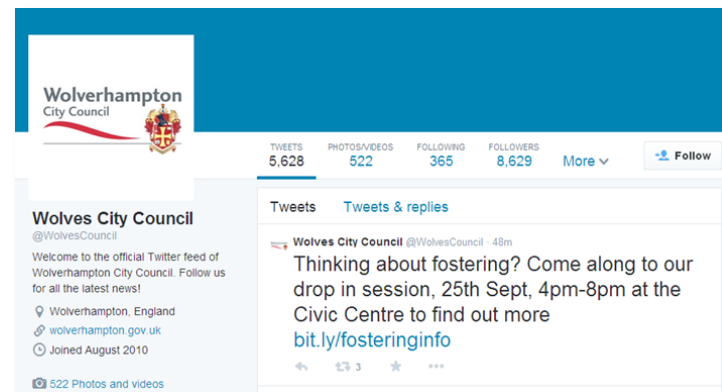 Wolverhampton
City Council
TWEETS
5,628
PHOTOS/VIDEOS
522
FOLLOWING
365
FOLLOWERS
8,629
More
Follow
Wolves City Council
@WolvesCouncil
Welcome to the official Twitter feed of
Wolverhampton City Council. Follow us
for all the latest news!
Wolverhampton, England
wolverhampton.gov.uk
Joined August 2010
522 Photos and videos
Tweets Tweets & replies
Wolves City Council @WolvesCouncil · 48m
Thinking about fostering? Come along to our
drop in session, 25th Sept, 4pm-8pm at the
Civic Centre to find out more
bit.ly/fosteringinfo
3